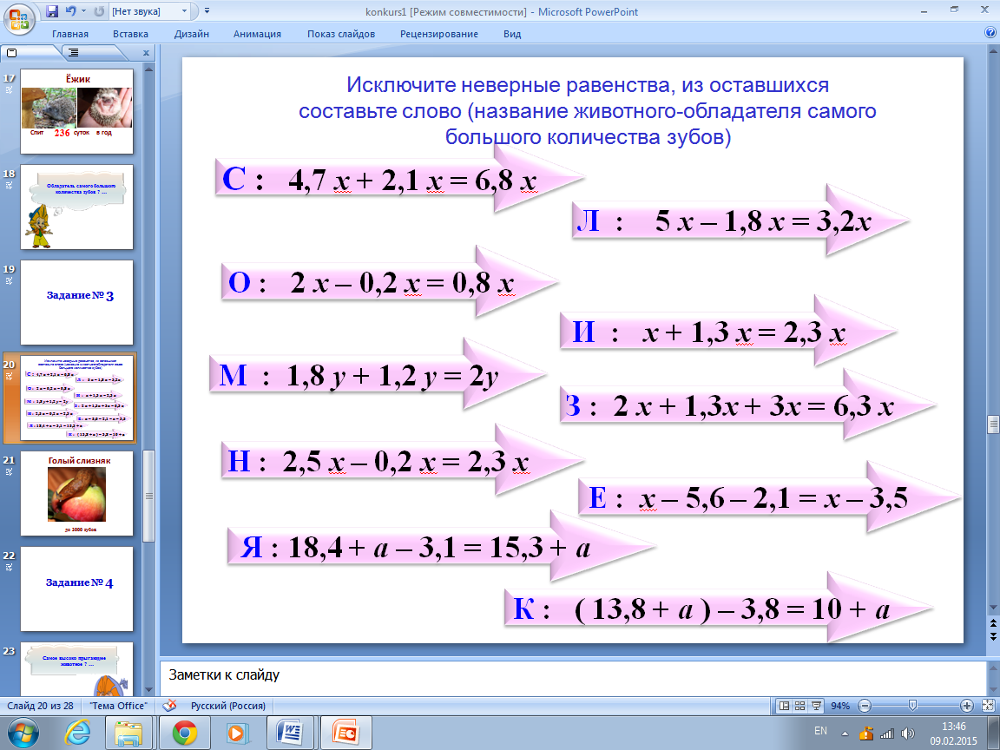 [Нет звука]
konkurs1 [Режим совместимости] - Microsoft PowerPoint
Главная Вставка Дизайн Анимация Показ слайдов Рецензирование Вид
17
Ёжик
Спит 236 суток в год
18
Обладатель самого большого
количества зубов ? ...
19
Задание № 3
20
21
Голый слизняк
до 3000 зубов
22
Задание № 4
23
Самое высоко прыгающее
животное ? ...
Исключите неверные равенства, из оставшихся
составьте слово (название животного-обладателя самого
большого количества зубов)
С : 4,7 х + 2,1 х = 6,8 х
Л : 5 х – 1,8 х = 3,2х
О : 2 х – 0,2 х = 0,8 х
И : х + 1,3 х = 2,3 х
М : 1,8 у + 1,2 у = 2у
З : 2 х + 1,3х + 3х = 6,3 х
Н : 2,5 х – 0,2 х = 2,3 х
Е : х – 5,6 – 2,1 = х – 3,5
Я : 18,4 + а – 3,1 = 15,3 + а
К : ( 13,8 + а ) – 3,8 = 10 + а
Заметки к слайду
Слайд 20 из 28 "Тема Office" Русский (Россия) 94%
EN 13:46
09.02.2015